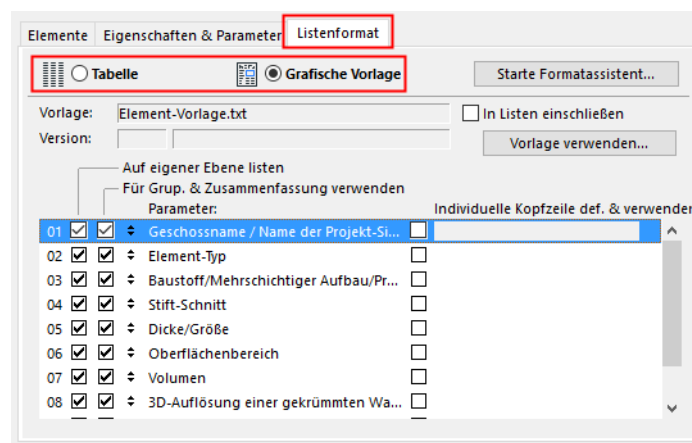 Elemente Eigenschaften & Parameter Listenformat
Tabelle Grafische Vorlage Starte Formatassistent...
Vorlage: Element-Vorlage.txt In Listen einschließen
Version: Vorlage verwenden...
Auf eigener Ebene listen
Für Grup. & Zusammenfassung verwenden
Parameter: Individuelle Kopfzeile def. & verwenden
01 Geschossname / Name der Projekt-Si...
02 Element-Typ
03 Baustoff/Mehrschichtiger Aufbau/Pr...
04 Stift-Schnitt
05 Dicke/Größe
06 Oberflächenbereich
07 Volumen
08 3D-Auflösung einer gekrümmten Wa...